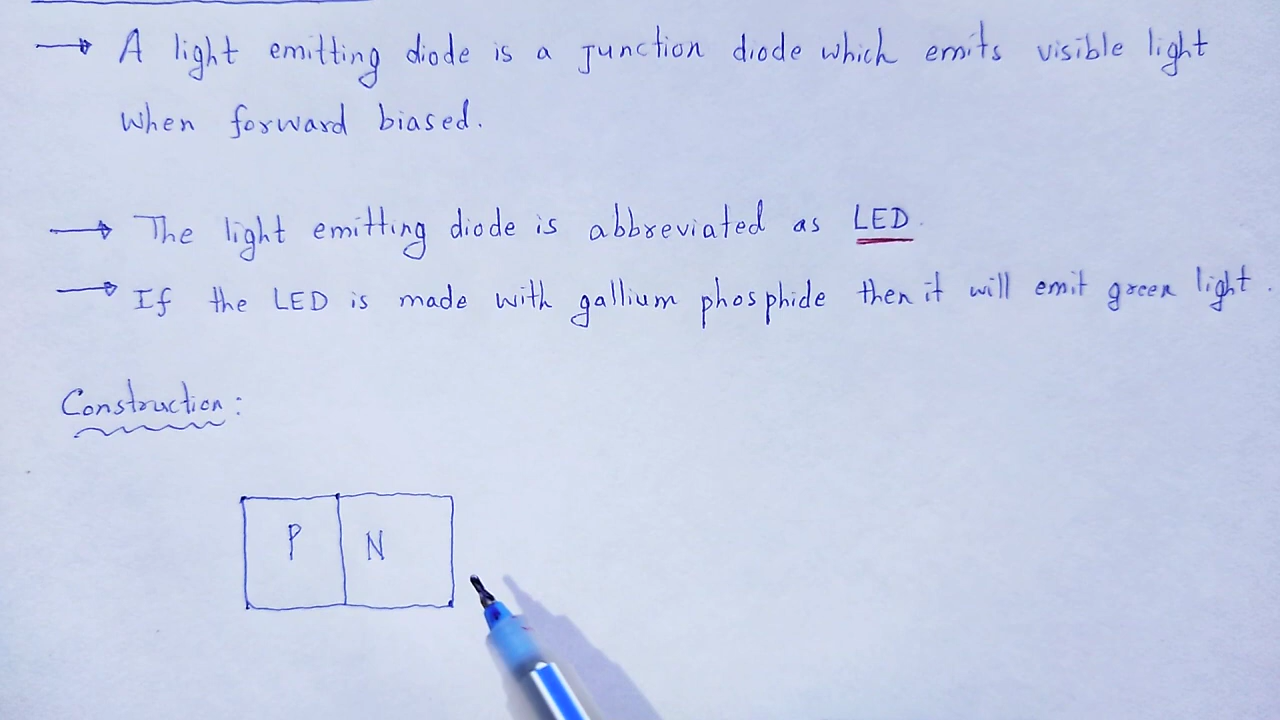 → A light emitting diode is a junction diode which emits visible light
when forward biased.
→ The light emitting diode is abbreviated as LED.
→ If the LED is made with gallium phosphide then it will emit green light.
Construction:
P N